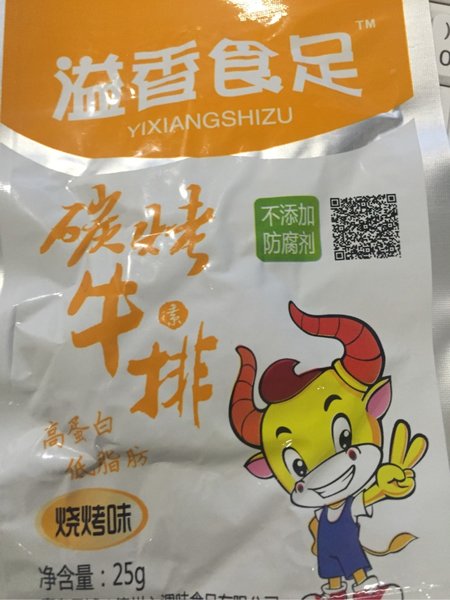 溢香食足™
YIXIANGSHIZU
碳烤
牛素排
不添加
防腐剂
高蛋白
低脂肪
烧烤味
净含量：25g